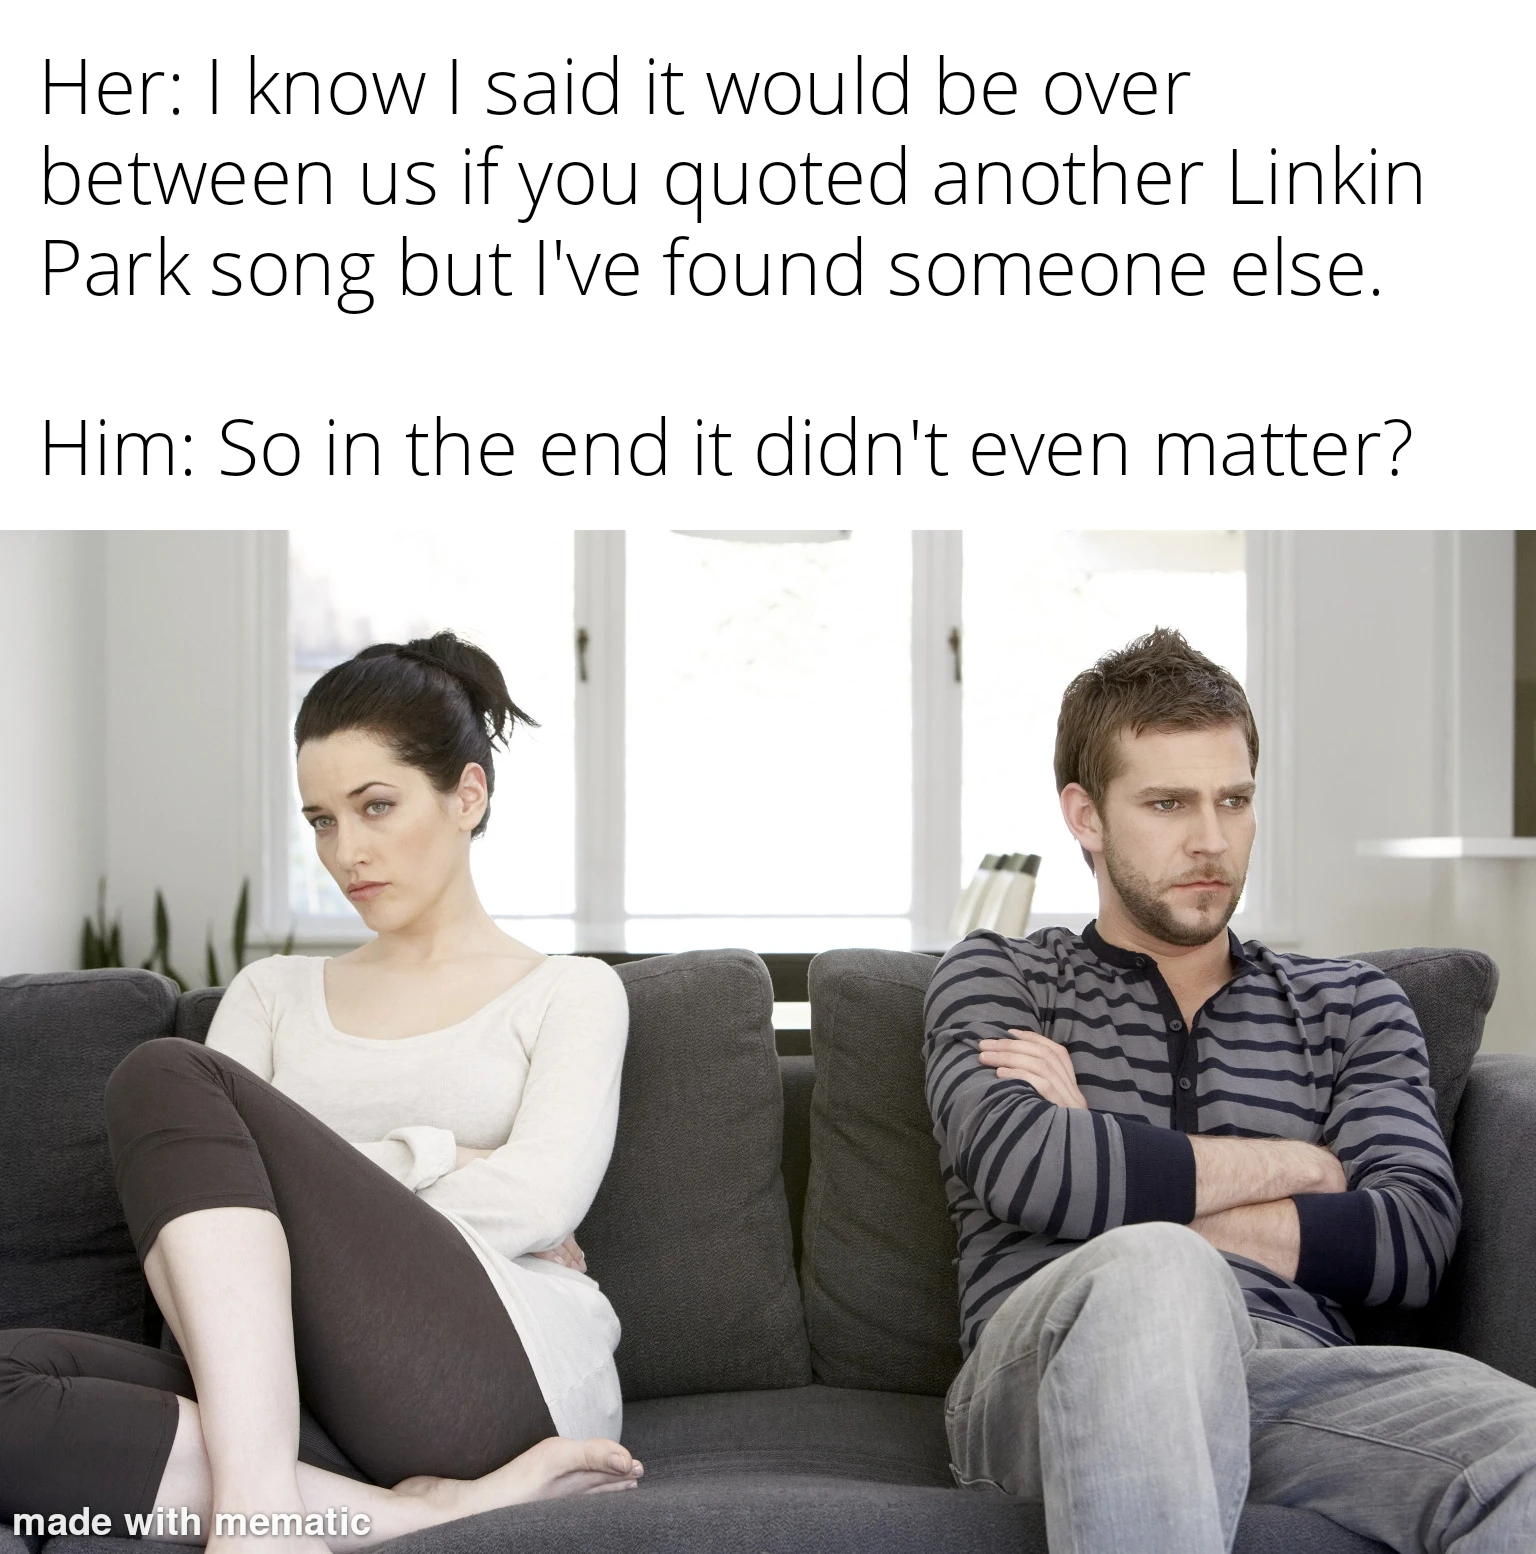 Her: I know I said it would be over
between us if you quoted another Linkin
Park song but I've found someone else.
Him: So in the end it didn't even matter?
made with mematic